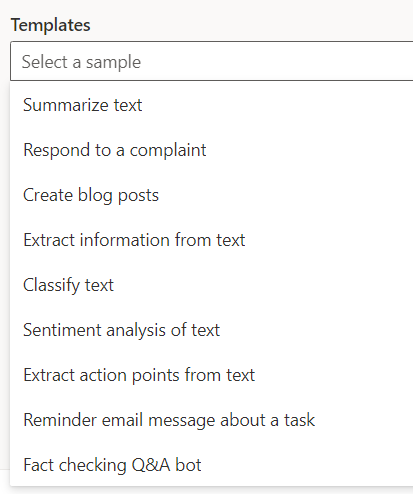 Templates
Select a sample
Summarize text
Respond to a complaint
Create blog posts
Extract information from text
Classify text
Sentiment analysis of text
Extract action points from text
Reminder email message about a task
Fact checking Q&A bot